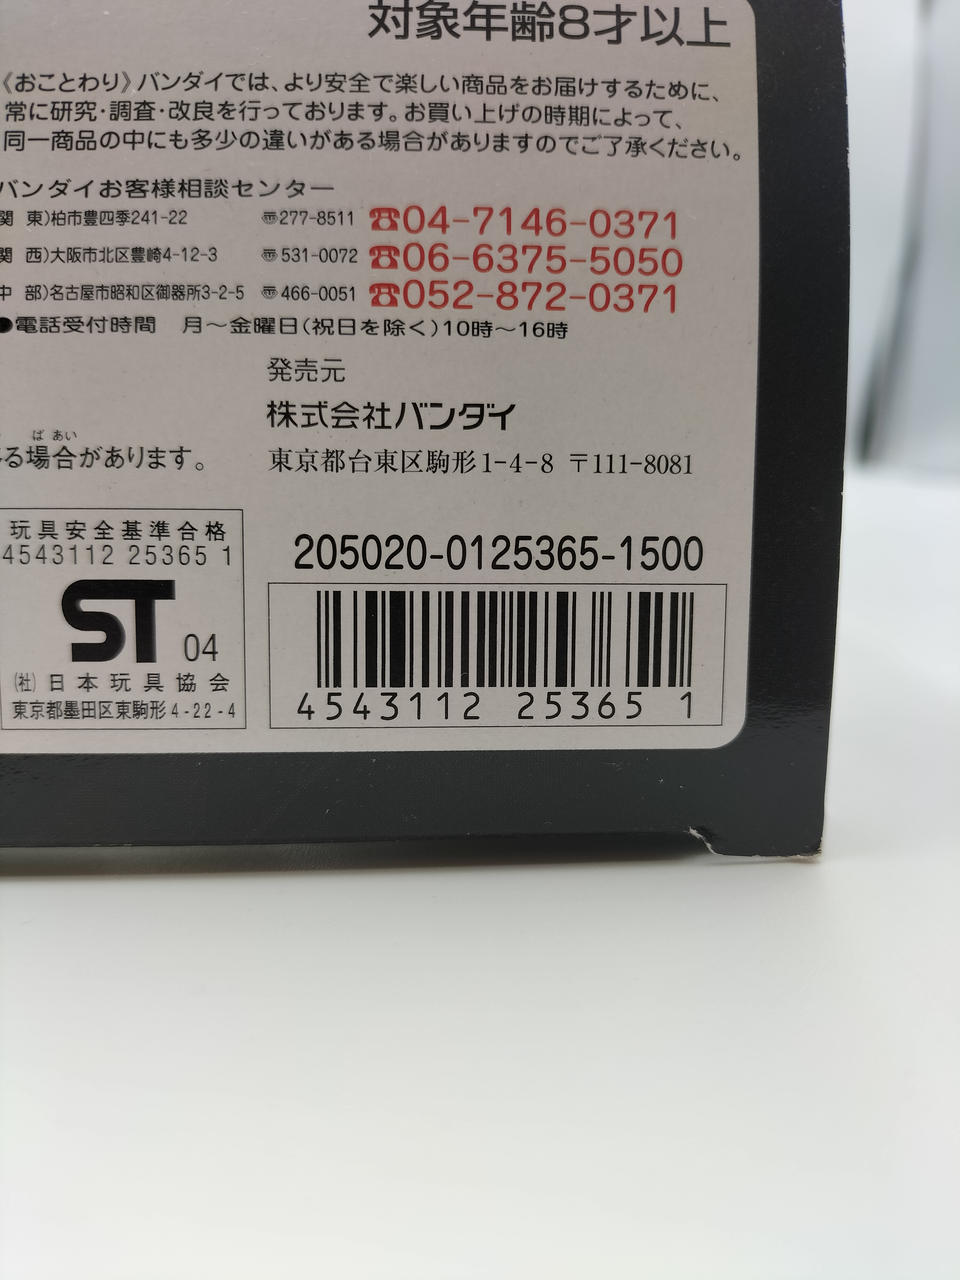 対象年齢8才以上
《おことわり》バンダイでは、より安全で楽しい商品をお届けするために、
常に研究・調査・改良を行っております。お買い上げの時期によって、
同一商品の中にも多少の違いがある場合がありますのでご了承ください。
バンダイお客様相談センター
関 東)柏市豊四季241-22 〠277-8511 ☎04-7146-0371
関 西)大阪市北区豊崎4-12-3 〠531-0072 ☎06-6375-5050
中 部)名古屋市昭和区御器所3-2-5 〠466-0051 ☎052-872-0371
●電話受付時間 月〜金曜日(祝日を除く)10時〜16時
発売元
株式会社バンダイ
東京都台東区駒形1-4-8 〒111-8081
ば あい
る場合があります。
玩具安全基準合格
4543112 25365 1
ST 04
(社)日本玩具協会
東京都墨田区東駒形4-22-4
205020-0125365-1500
4543112 25365 1